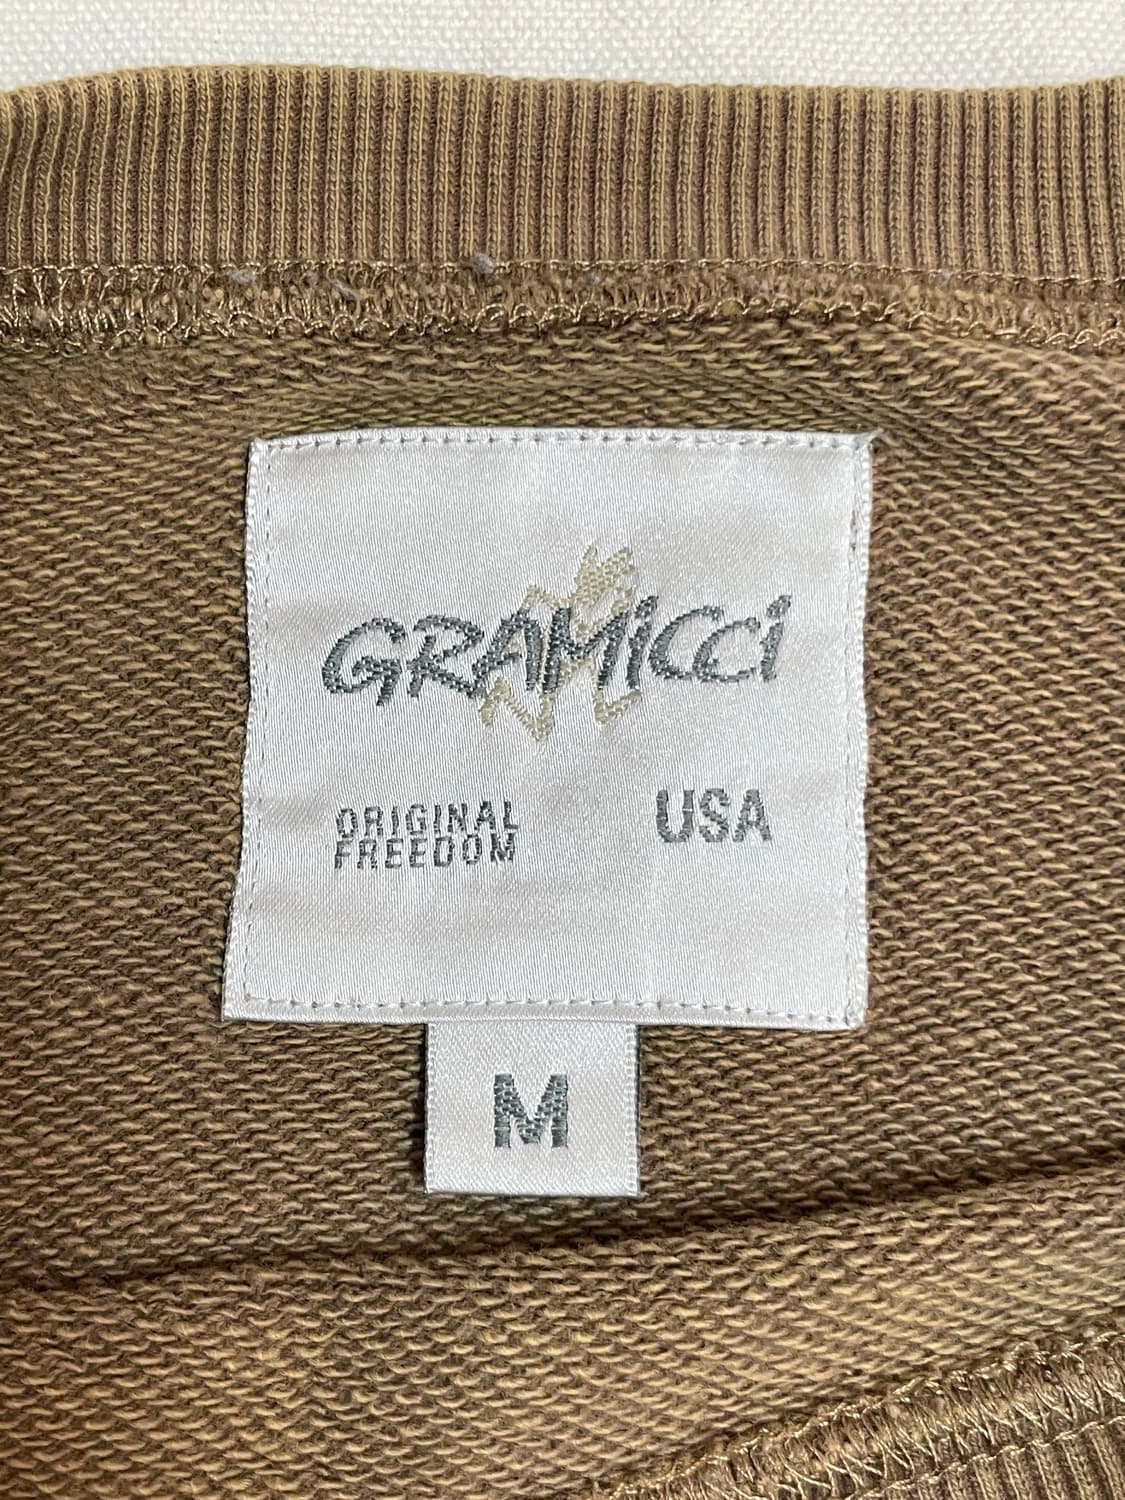 GRAMiCCi
ORIGINAL
FREEDOM
USA
M